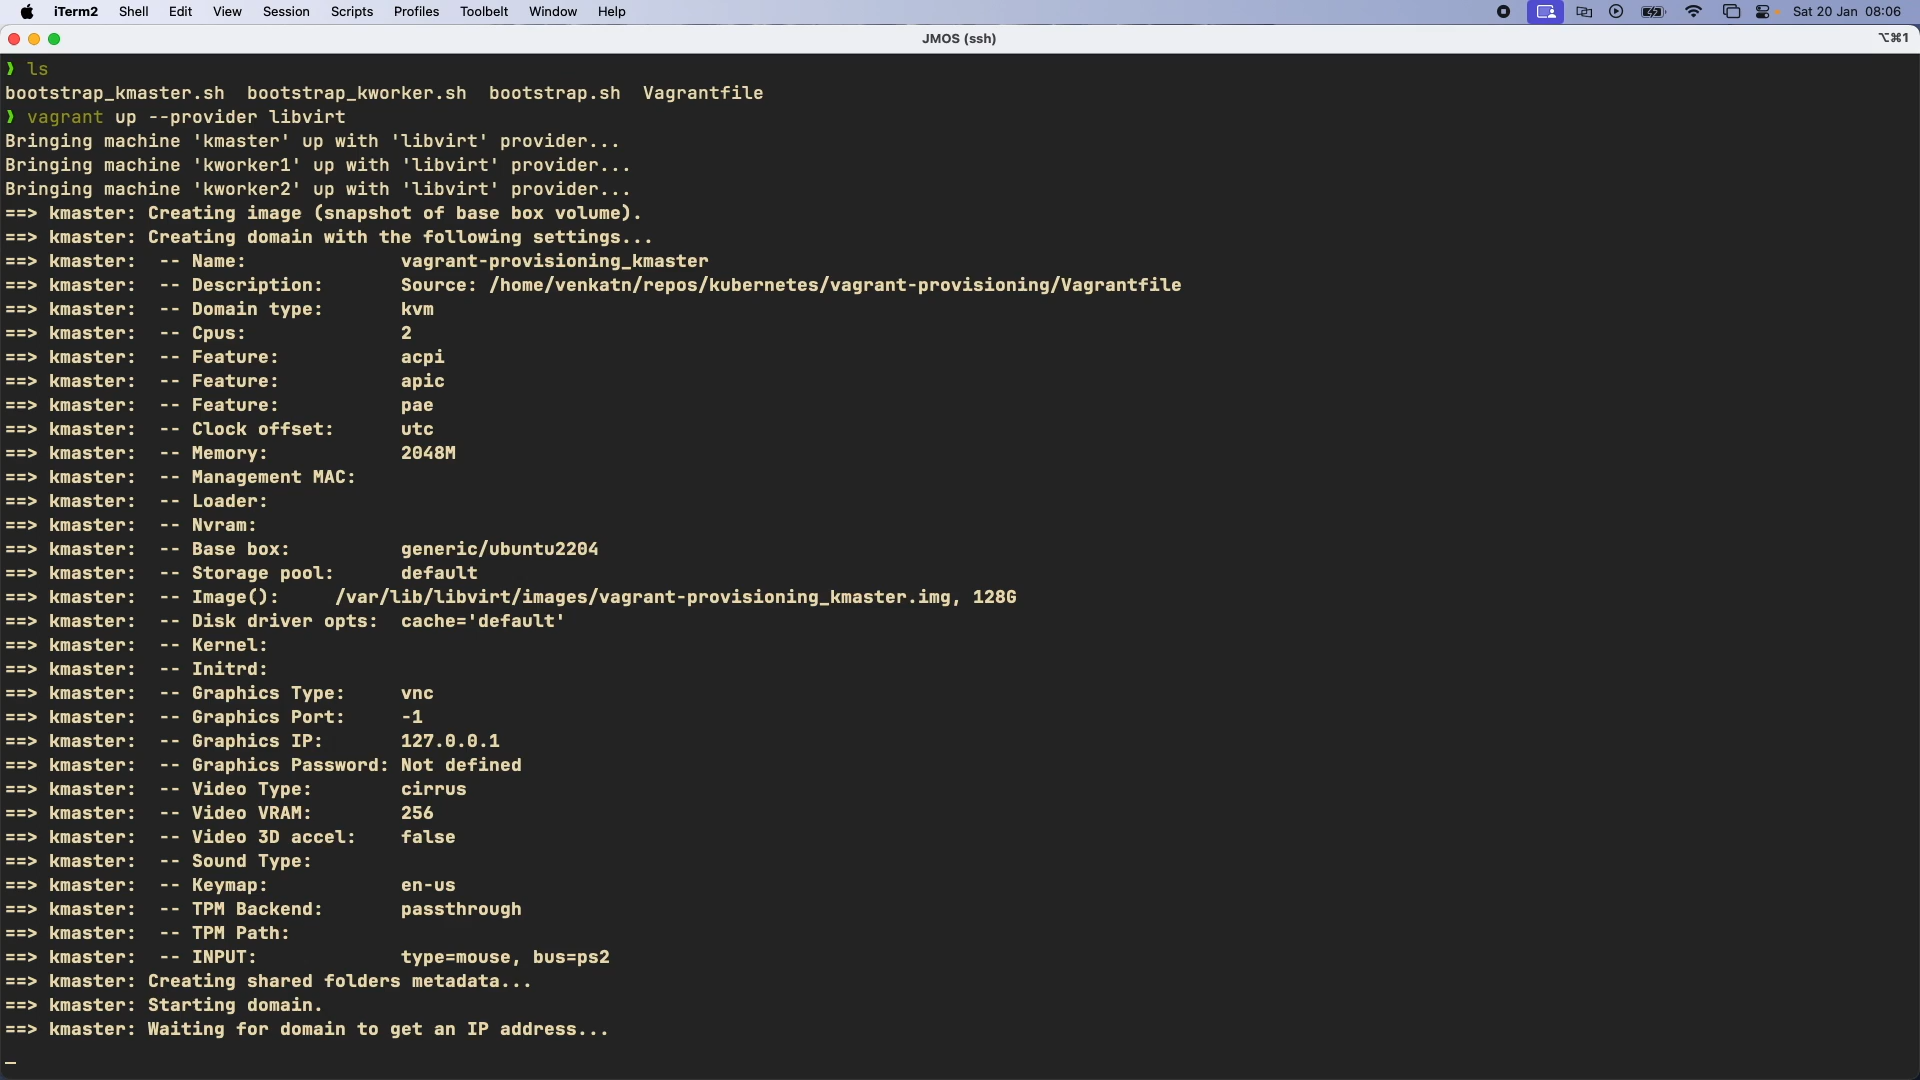 iTerm2 Shell Edit View Session Scripts Profiles Toolbelt Window Help Sat 20 Jan 08:06
JMOS (ssh) ⌥⌘1
❫ ls
bootstrap_kmaster.sh bootstrap_kworker.sh bootstrap.sh Vagrantfile
❫ vagrant up --provider libvirt
Bringing machine 'kmaster' up with 'libvirt' provider...
Bringing machine 'kworker1' up with 'libvirt' provider...
Bringing machine 'kworker2' up with 'libvirt' provider...
==> kmaster: Creating image (snapshot of base box volume).
==> kmaster: Creating domain with the following settings...
==> kmaster:  -- Name:              vagrant-provisioning_kmaster
==> kmaster:  -- Description:       Source: /home/venkatn/repos/kubernetes/vagrant-provisioning/Vagrantfile
==> kmaster:  -- Domain type:       kvm
==> kmaster:  -- Cpus:              2
==> kmaster:  -- Feature:           acpi
==> kmaster:  -- Feature:           apic
==> kmaster:  -- Feature:           pae
==> kmaster:  -- Clock offset:      utc
==> kmaster:  -- Memory:            2048M
==> kmaster:  -- Management MAC:
==> kmaster:  -- Loader:
==> kmaster:  -- Nvram:
==> kmaster:  -- Base box:          generic/ubuntu2204
==> kmaster:  -- Storage pool:      default
==> kmaster:  -- Image():     /var/lib/libvirt/images/vagrant-provisioning_kmaster.img, 128G
==> kmaster:  -- Disk driver opts:  cache='default'
==> kmaster:  -- Kernel:
==> kmaster:  -- Initrd:
==> kmaster:  -- Graphics Type:     vnc
==> kmaster:  -- Graphics Port:     -1
==> kmaster:  -- Graphics IP:       127.0.0.1
==> kmaster:  -- Graphics Password: Not defined
==> kmaster:  -- Video Type:        cirrus
==> kmaster:  -- Video VRAM:        256
==> kmaster:  -- Video 3D accel:    false
==> kmaster:  -- Sound Type:
==> kmaster:  -- Keymap:            en-us
==> kmaster:  -- TPM Backend:       passthrough
==> kmaster:  -- TPM Path:
==> kmaster:  -- INPUT:             type=mouse, bus=ps2
==> kmaster: Creating shared folders metadata...
==> kmaster: Starting domain.
==> kmaster: Waiting for domain to get an IP address...